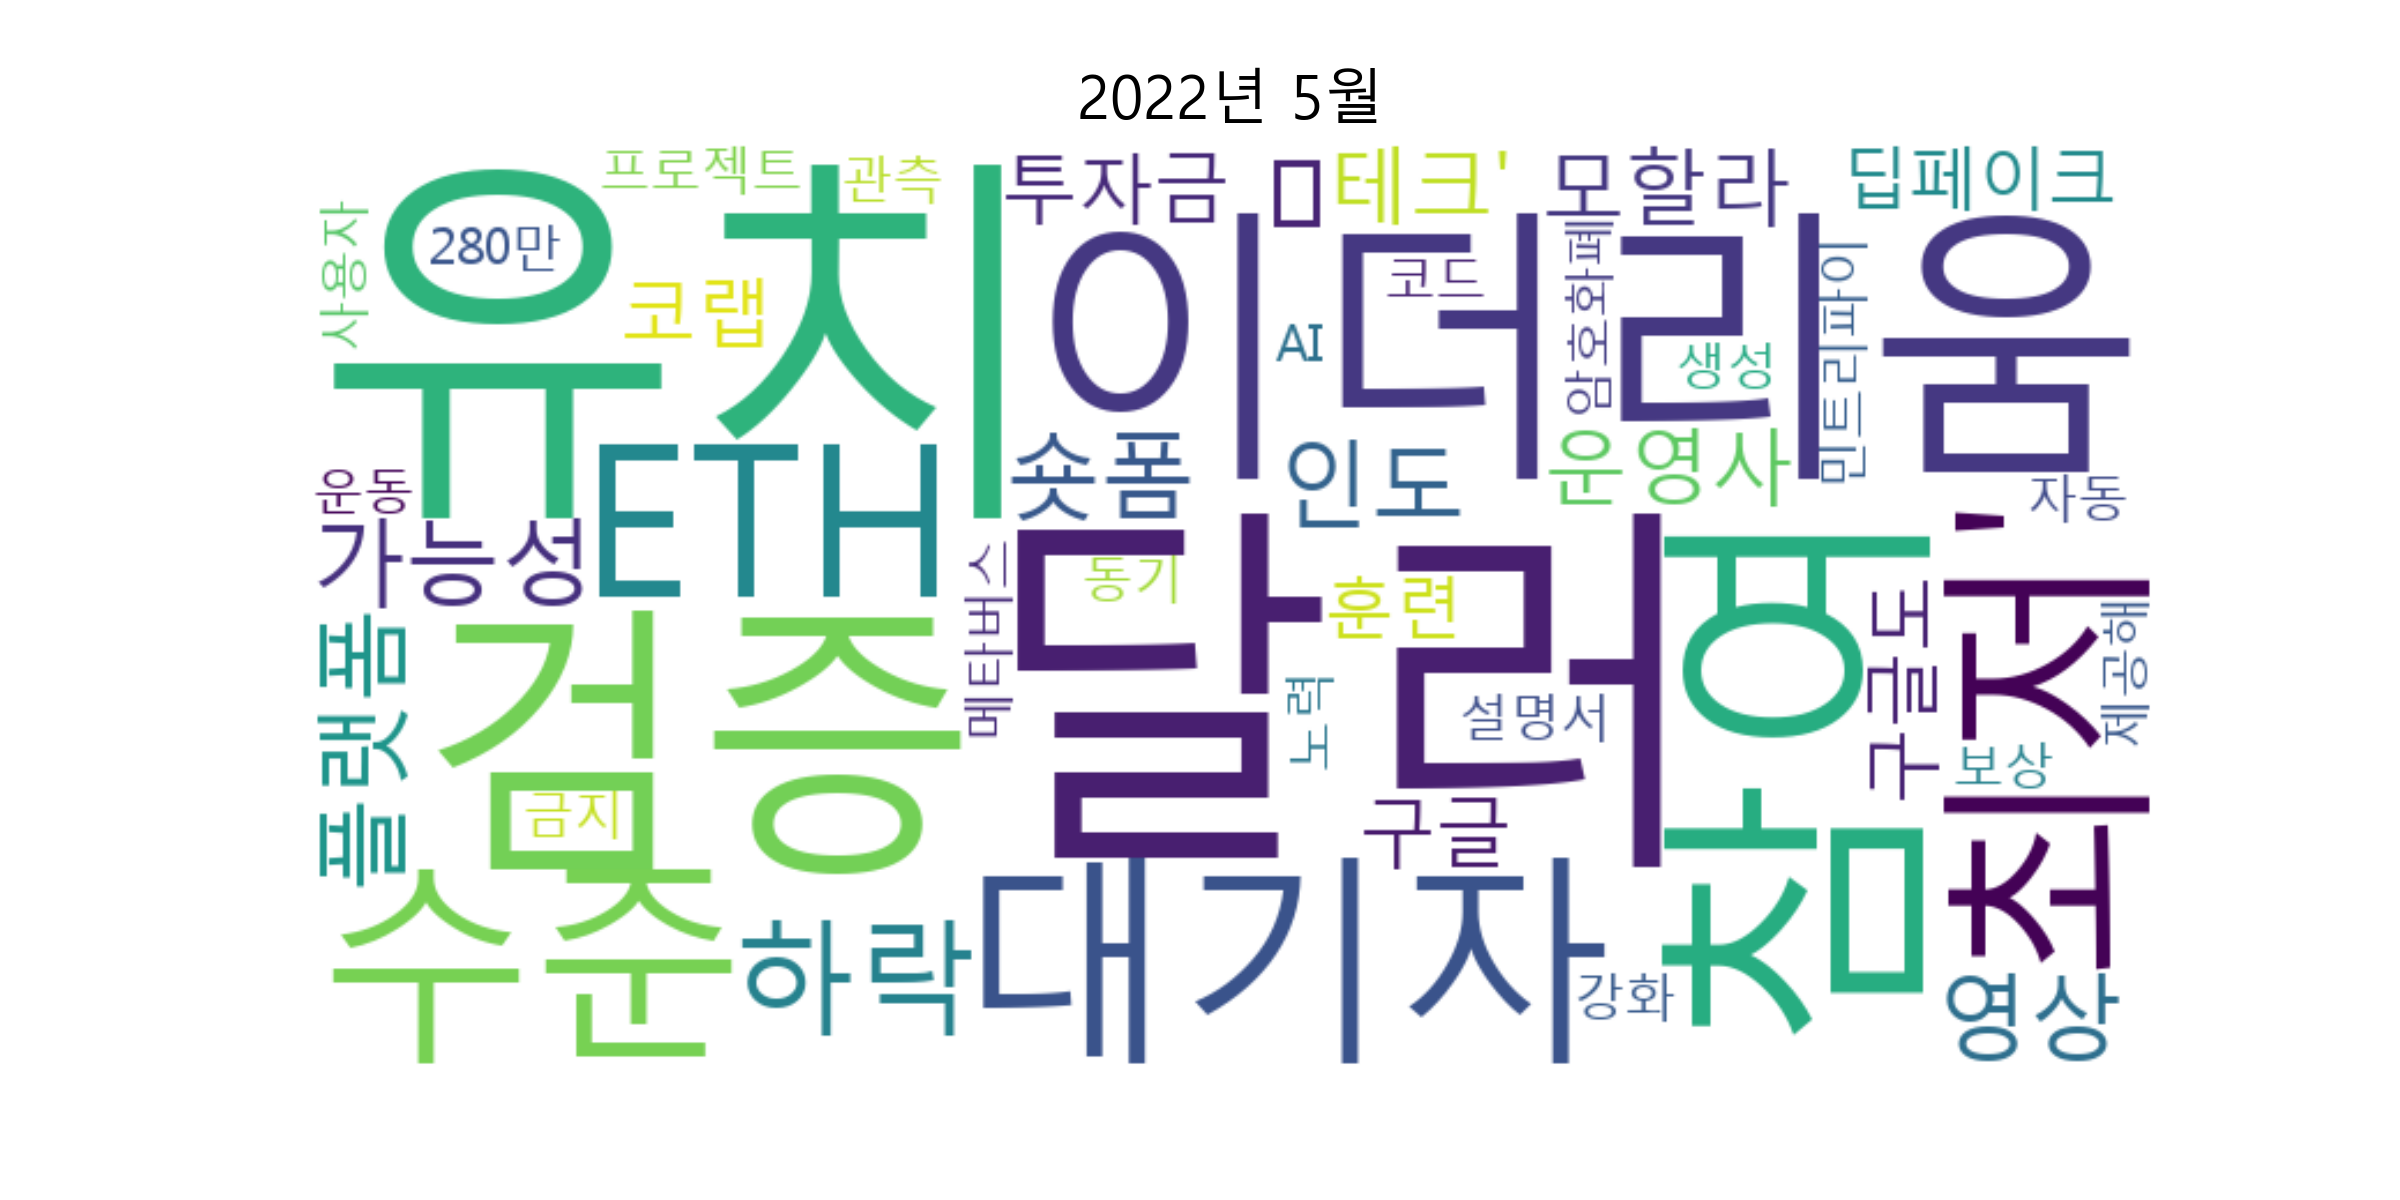 2022년 5월
프로젝트
관측
투자금
테크'
모할라
딥페이크
사용자
280만
유치
코랩
이더리움
코드
암호화폐
민트리파이
AI
생성
운동
가능성
ETH
숏폼
인도
운영사
자동
플랫폼
검증
메타버스
달러
동기
훈련
노력
설명서
참여
구글도
최저'
제공해
금지
구글
보상
수준
하락
대기자
강화
영상